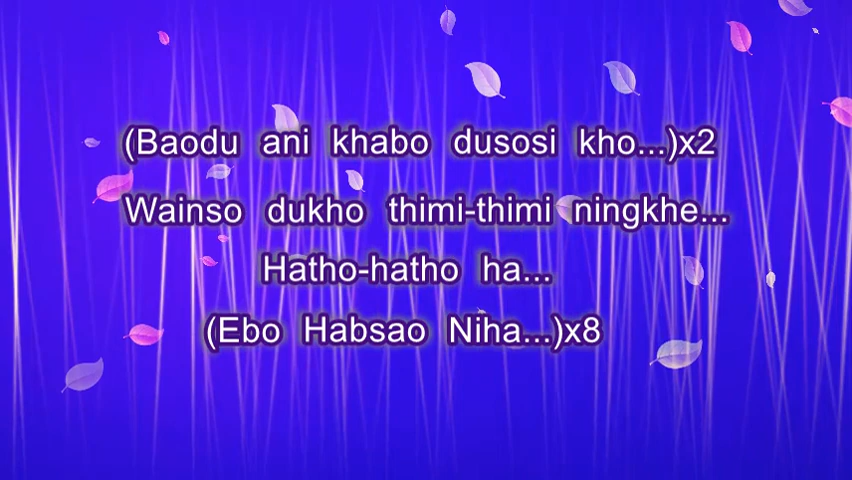 (Baodu ani khabo dusosi kho...)x2
Wainso dukho thimi-thimi ningkhe...
Hatho-hatho ha...
(Ebo Habsao Niha...)x8